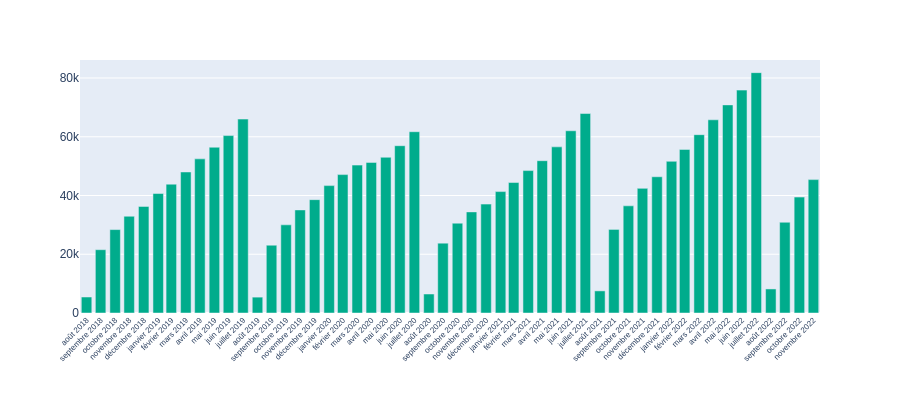 80k
60k
40k
20k
0
août 2018
septembre 2018
octobre 2018
novembre 2018
décembre 2018
janvier 2019
février 2019
mars 2019
avril 2019
mai 2019
juin 2019
juillet 2019
août 2019
septembre 2019
octobre 2019
novembre 2019
décembre 2019
janvier 2020
février 2020
mars 2020
avril 2020
mai 2020
juin 2020
juillet 2020
août 2020
septembre 2020
octobre 2020
novembre 2020
décembre 2020
janvier 2021
février 2021
mars 2021
avril 2021
mai 2021
juin 2021
juillet 2021
août 2021
septembre 2021
octobre 2021
novembre 2021
décembre 2021
janvier 2022
février 2022
mars 2022
avril 2022
mai 2022
juin 2022
juillet 2022
août 2022
septembre 2022
octobre 2022
novembre 2022